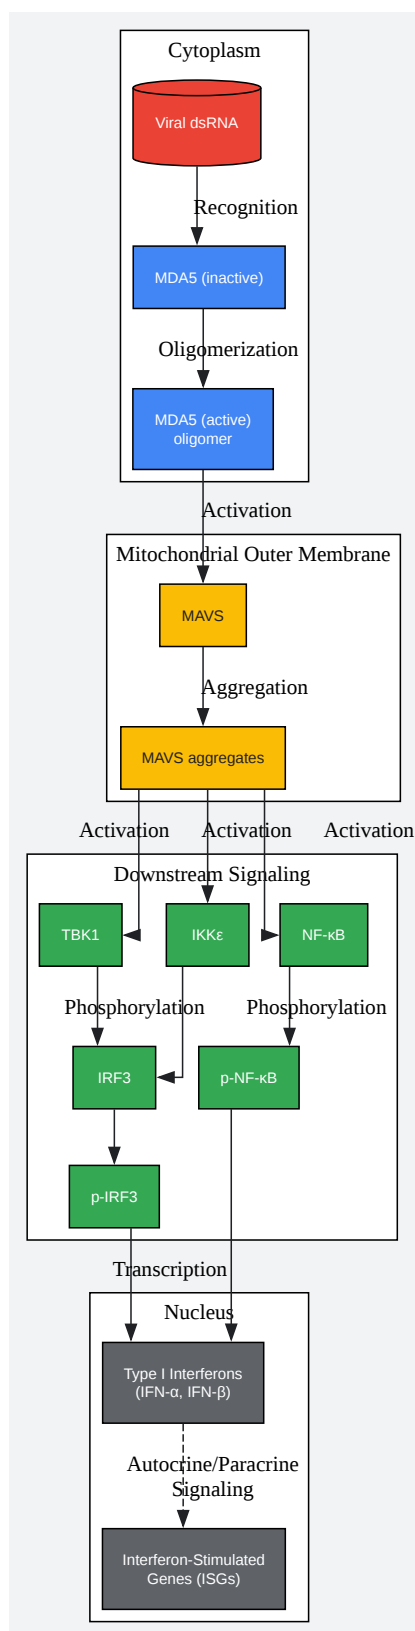 Cytoplasm
Viral dsRNA
Recognition
MDA5 (inactive)
Oligomerization
MDA5 (active)
oligomer
Activation
Mitochondrial Outer Membrane
MAVS
Aggregation
MAVS aggregates
Activation
Activation
Activation
Downstream Signaling
TBK1
IKKε
NF-κB
Phosphorylation
Phosphorylation
IRF3
p-NF-κB
p-IRF3
Transcription
Nucleus
Type I Interferons
(IFN-α, IFN-β)
Autocrine/Paracrine
Signaling
Interferon-Stimulated
Genes (ISGs)